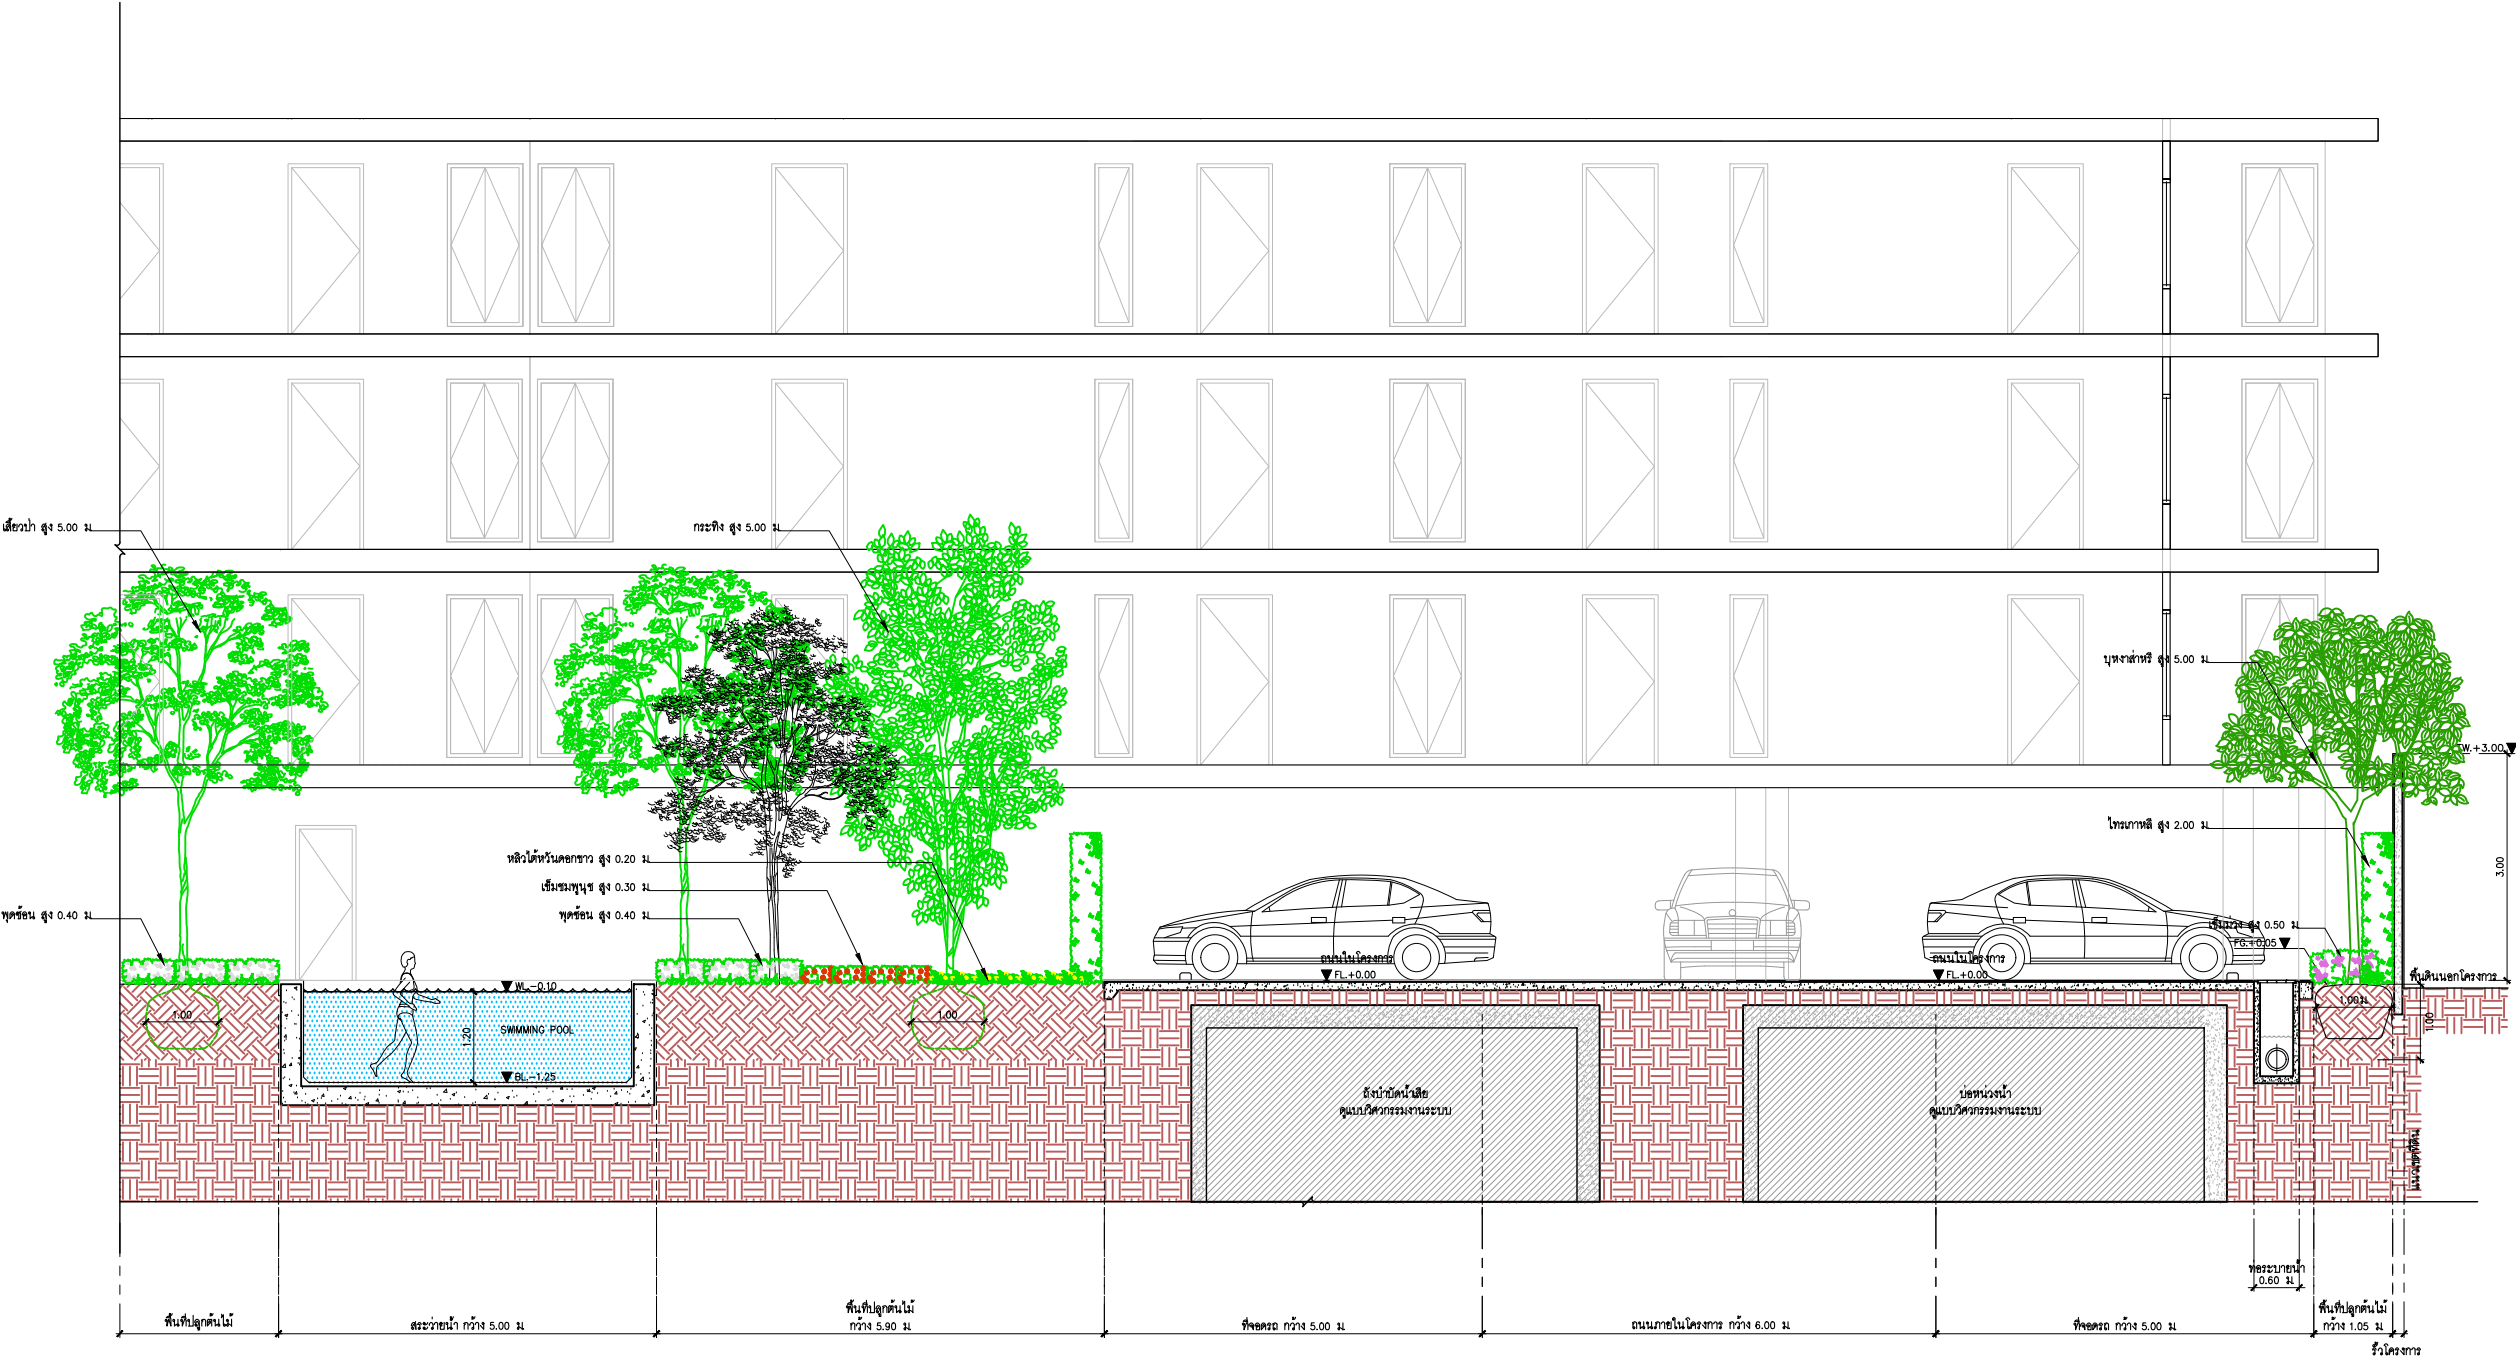 เสี้ยวป่า สูง 5.00 ม.
กระทิง สูง 5.00 ม.
บุหงาส่าหรี สูง 5.00 ม.
TW.+3.00
ไทรเกาหลี สูง 2.00 ม.
หลิวไต้หวันดอกขาว สูง 0.20 ม.
3.00
เข็มชมพูนุช สูง 0.30 ม.
พุดซ้อน สูง 0.40 ม.
พุดซ้อน สูง 0.40 ม.
เข็มม่วง สูง 0.50 ม.
FG.+0.05
ถนนในโครงการ
FL.+0.00
ถนนในโครงการ
FL.+0.00
พื้นดินนอกโครงการ
WL.-0.10
1.00
1.20
SWIMMING POOL
1.00
1.00ม.
1.00
BL.-1.25
ถังบำบัดน้ำเสีย
ดูแบบวิศวกรรมงานระบบ
บ่อหน่วงน้ำ
ดูแบบวิศวกรรมงานระบบ
แนวเขตที่ดิน
ท่อระบายน้ำ
0.60 ม.
พื้นที่ปลูกต้นไม้
สระว่ายน้ำ กว้าง 5.00 ม.
พื้นที่ปลูกต้นไม้
กว้าง 5.90 ม.
ที่จอดรถ กว้าง 5.00 ม.
ถนนภายในโครงการ กว้าง 6.00 ม.
ที่จอดรถ กว้าง 5.00 ม.
พื้นที่ปลูกต้นไม้
กว้าง 1.05 ม.
รั้วโครงการ